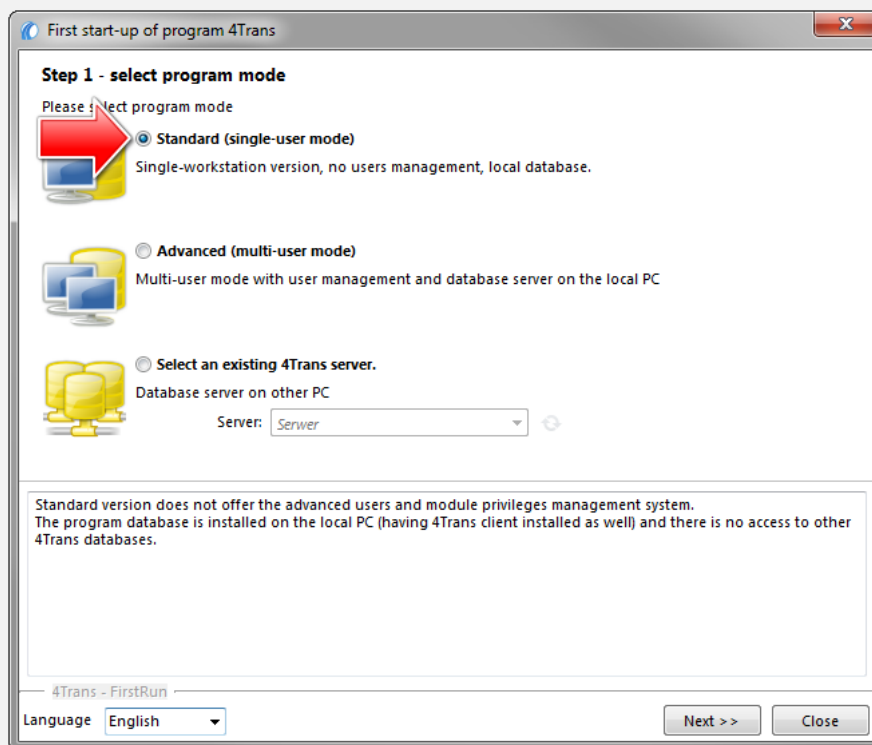 First start-up of program 4Trans
Step 1 - select program mode
Please select program mode
Standard (single-user mode)
Single-workstation version, no users management, local database.
Advanced (multi-user mode)
Multi-user mode with user management and database server on the local PC
Select an existing 4Trans server.
Database server on other PC
Server: Serwer
Standard version does not offer the advanced users and module privileges management system.
The program database is installed on the local PC (having 4Trans client installed as well) and there is no access to other
4Trans databases.
4Trans - FirstRun
Language English Next >> Close